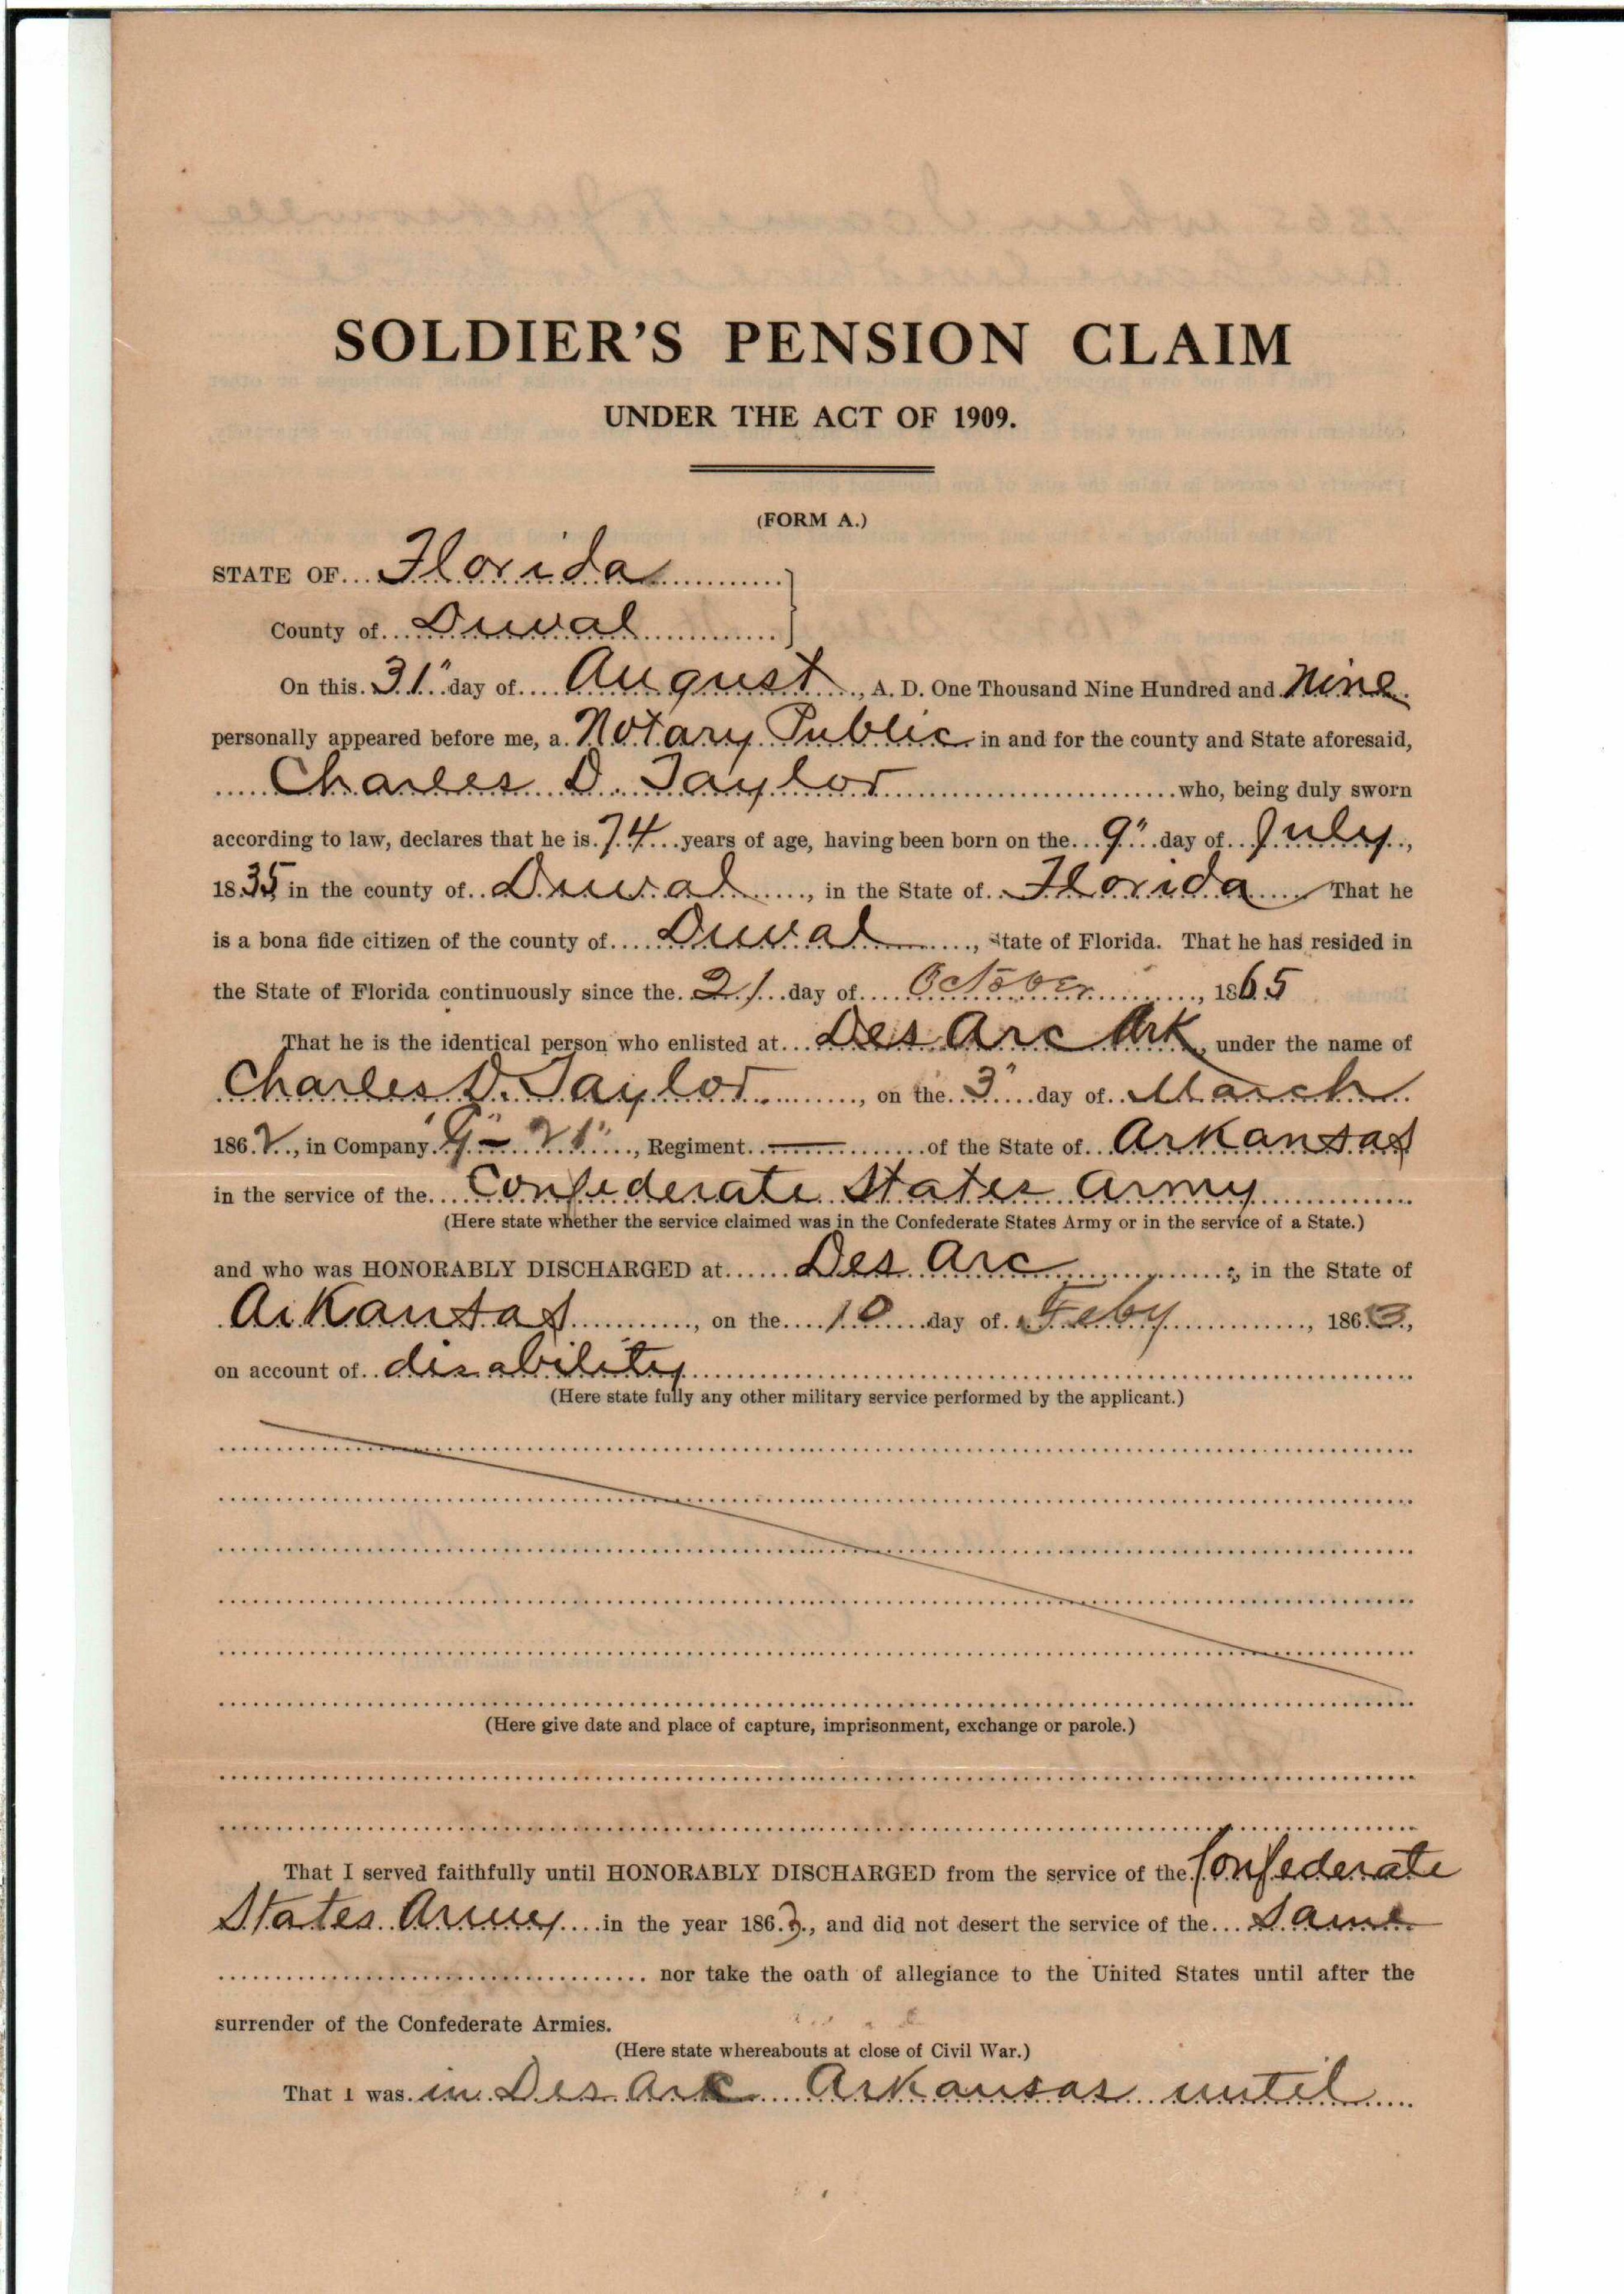 SOLDIER'S PENSION CLAIM
UNDER THE ACT OF 1909.
(FORM A.)
STATE OF Florida
County of Duval
On this 31" day of August, A. D. One Thousand Nine Hundred and Nine
personally appeared before me, a Notary Public in and for the county and State aforesaid,
Charles D. Taylor who, being duly sworn
according to law, declares that he is 74 years of age, having been born on the 9" day of July,
1835 in the county of Duval, in the State of Florida That he
is a bona fide citizen of the county of Duval, State of Florida. That he has resided in
the State of Florida continuously since the 21 day of October, 1865
That he is the identical person who enlisted at Des Arc Ark, under the name of
Charles D. Taylor, on the 3" day of March
1862, in Company "G" - 21", Regiment — of the State of Arkansas
in the service of the Confederate States Army
(Here state whether the service claimed was in the Confederate States Army or in the service of a State.)
and who was HONORABLY DISCHARGED at Des Arc, in the State of
Arkansas, on the 10 day of Feby, 1863,
on account of disability
(Here state fully any other military service performed by the applicant.)
(Here give date and place of capture, imprisonment, exchange or parole.)
That I served faithfully until HONORABLY DISCHARGED from the service of the Confederate
States Army in the year 1863, and did not desert the service of the Same
nor take the oath of allegiance to the United States until after the
surrender of the Confederate Armies.
(Here state whereabouts at close of Civil War.)
That I was in Des Arc Arkansas until